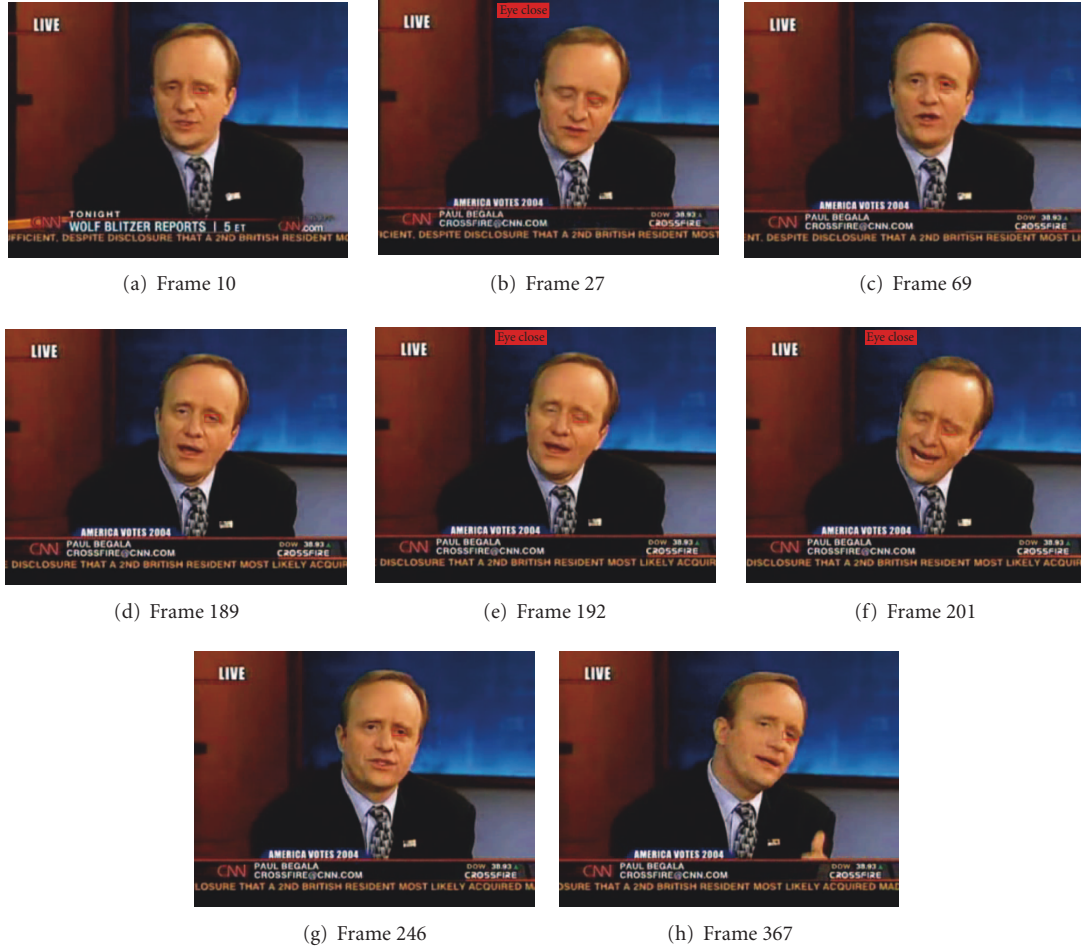 LIVE
TONIGHT
CNN WOLF BLITZER REPORTS | 5 ET CNN.com
IFFICIENT, DESPITE DISCLOSURE THAT A 2ND BRITISH RESIDENT MO
(a) Frame 10
Eye close
LIVE
AMERICA VOTES 2004
CNN PAUL BEGALA DOW 38.93
CROSSFIRE@CNN.COM CROSSFIRE
ICIENT, DESPITE DISCLOSURE THAT A 2ND BRITISH RESIDENT MOST
(b) Frame 27
LIVE
AMERICA VOTES 2004
CNN PAUL BEGALA DOW 38.93
CROSSFIRE@CNN.COM CROSSFIRE
ENT, DESPITE DISCLOSURE THAT A 2ND BRITISH RESIDENT MOST LI
(c) Frame 69
LIVE
AMERICA VOTES 2004
CNN PAUL BEGALA DOW 38.93
CROSSFIRE@CNN.COM CROSSFIRE
E DISCLOSURE THAT A 2ND BRITISH RESIDENT MOST LIKELY ACQUIR
(d) Frame 189
Eye close
LIVE
AMERICA VOTES 2004
CNN PAUL BEGALA DOW 38.93
CROSSFIRE@CNN.COM CROSSFIRE
DISCLOSURE THAT A 2ND BRITISH RESIDENT MOST LIKELY ACQUIR
(e) Frame 192
Eye close
LIVE
AMERICA VOTES 2004
CNN PAUL BEGALA DOW 38.93
CROSSFIRE@CNN.COM CROSSFIRE
DISCLOSURE THAT A 2ND BRITISH RESIDENT MOST LIKELY ACQUIR
(f) Frame 201
LIVE
AMERICA VOTES 2004
CNN PAUL BEGALA DOW 38.93
CROSSFIRE@CNN.COM CROSSFIRE
LOSURE THAT A 2ND BRITISH RESIDENT MOST LIKELY ACQUIRED MA
(g) Frame 246
LIVE
AMERICA VOTES 2004
CNN PAUL BEGALA DOW 38.93
CROSSFIRE@CNN.COM CROSSFIRE
OSURE THAT A 2ND BRITISH RESIDENT MOST LIKELY ACQUIRED MAD
(h) Frame 367